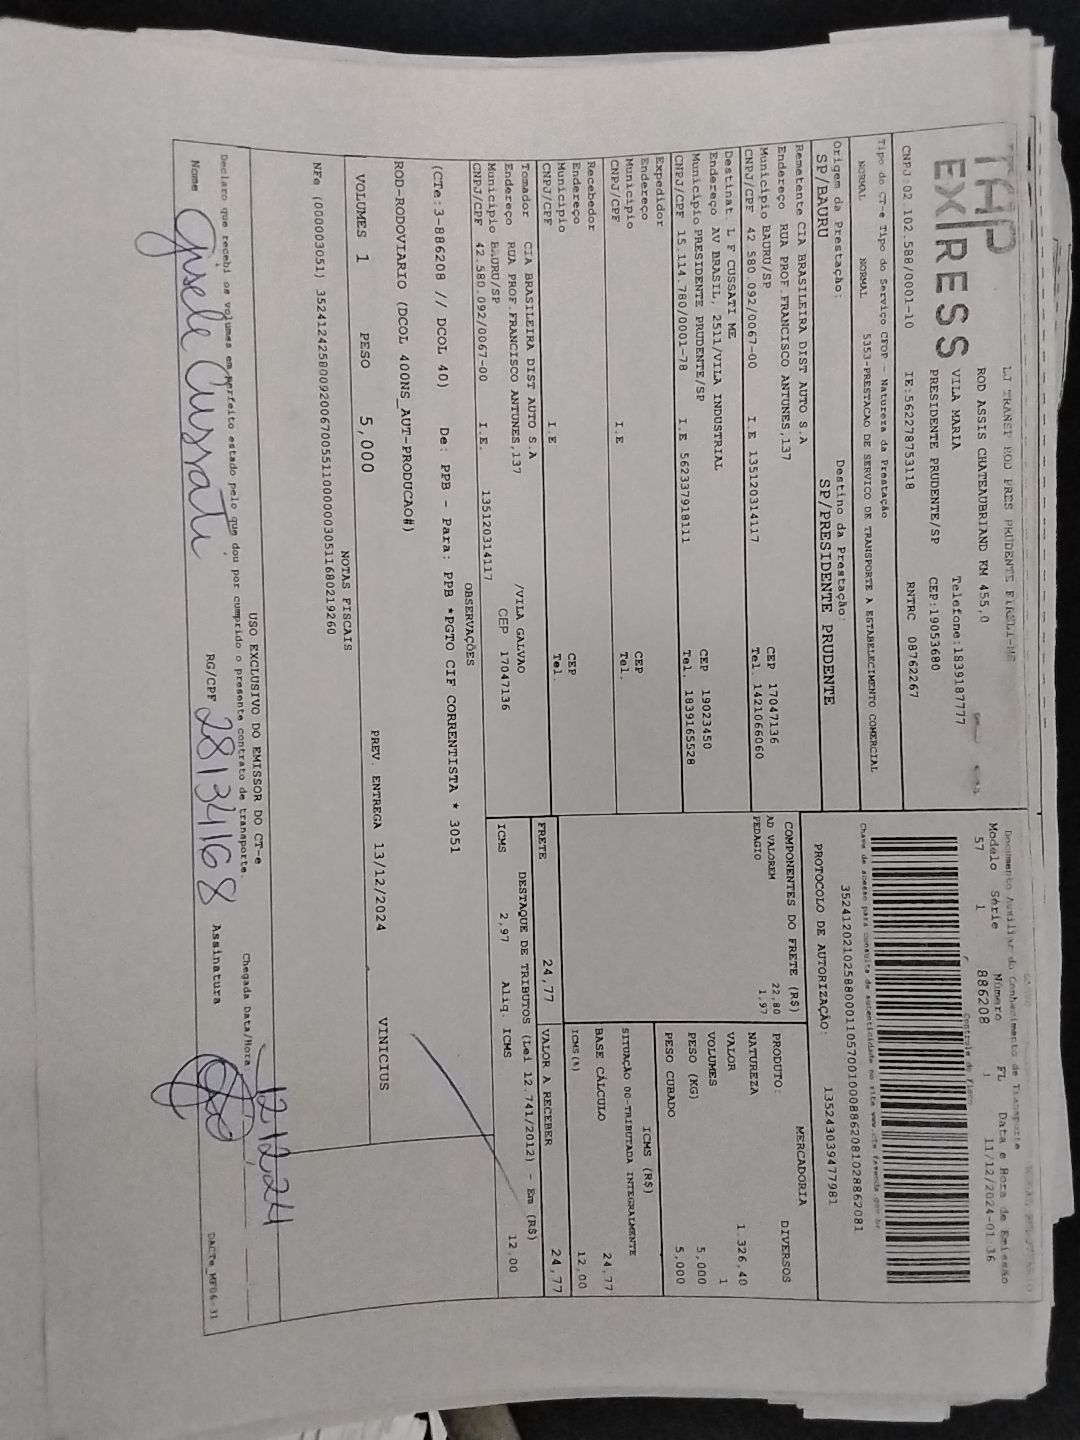 TAP
EX|RESS
LJ TRANSP ROD PRES PRUDENTE EIRELI-ME
ROD ASSIS CHATEAUBRIAND KM 455,0
VILA MARIA Telefone:1839187777
PRESIDENTE PRUDENTE/SP CEP:19053680
CNPJ:02.102.588/0001-10 IE:562278753118 RNTRC 08762267
Tipo do CT-e Tipo do Serviço CFOP - Natureza da Prestação
NORMAL NORMAL 5353-PRESTACAO DE SERVICO DE TRANSPORTE A ESTABELECIMENTO COMERCIAL
Origem da Prestação: Destino da Prestação:
SP/BAURU SP/PRESIDENTE PRUDENTE
Remetente CIA BRASILEIRA DIST AUTO S.A
Endereço RUA PROF.FRANCISCO ANTUNES,137
Município BAURU/SP CEP 17047136
CNPJ/CPF 42.580.092/0067-00 I.E 135120314117 Tel. 1421066060
Destinat L F CUSSATI ME
Endereço AV BRASIL, 2511/VILA INDUSTRIAL
Município PRESIDENTE PRUDENTE/SP CEP 19023450
CNPJ/CPF 15.114.780/0001-78 I.E 562337918111 Tel. 1839165528
Expedidor
Endereço
Município CEP
CNPJ/CPF I.E Tel.
Recebedor
Endereço
Município CEP
CNPJ/CPF I.E Tel.
Tomador CIA BRASILEIRA DIST AUTO S.A
Endereço RUA PROF FRANCISCO ANTUNES,137 /VILA GALVAO
Município BAURU/SP CEP 17047136
CNPJ/CPF 42.580.092/0067-00 I.E. 135120314117
Documento Auxiliar do Conhecimento de Transporte
Modelo Série Número FL Data e Hora de Emissão
57 1 886208 1 11/12/2024-01:36
Controle do Fisco
Chave de acesso para consulta de autenticidade no site www.cte.fazenda.gov.br
35241202102588000110570010008862081028862081
PROTOCOLO DE AUTORIZAÇÃO: 135243039477981
COMPONENTES DO FRETE (R$)
AD VALOREM 22,80
PEDAGIO 1,97
MERCADORIA
PRODUTO: DIVERSOS
NATUREZA
VALOR 1.326,40
VOLUMES 1
PESO (KG) 5,000
PESO CUBADO 5,000
ICMS (R$)
SITUAÇÃO 00-TRIBUTADA INTEGRALMENTE
BASE CÁLCULO 24,77
ICMS(%) 12,00
FRETE 24,77 VALOR A RECEBER 24,77
DESTAQUE DE TRIBUTOS (Lei 12.741/2012) - Em (R$)
ICMS 2,97 Aliq. ICMS 12,00
OBSERVAÇÕES
(CTe:3-886208 // DCOL 40) De: PPB - Para: PPB *PGTO CIF CORRENTISTA * 3051
ROD-RODOVIARIO (DCOL 400NS_AUT-PRODUCAO#)
VOLUMES 1 PESO 5,000 PREV. ENTREGA 13/12/2024 VINICIUS
NOTAS FISCAIS
NFe (000003051) 35241242580092006700551100000030511680219260
USO EXCLUSIVO DO EMISSOR DO CT-e
Declaro que recebi os volumes em perfeito estado pelo que dou por cumprido o presente contrato de transporte.
Chegada Data/Hora 12/12/24
Nome Gisele Cussati RG/CPF 28134168 Assinatura
DACTe_MF06-31